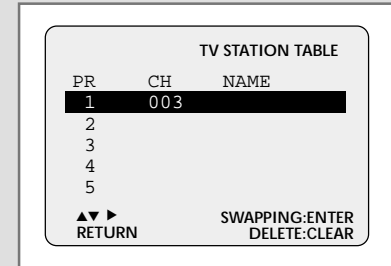 TV STATION TABLE
PR CH NAME
1 003
2
3
4
5
▲▼ ▶ SWAPPING:ENTER
RETURN DELETE:CLEAR